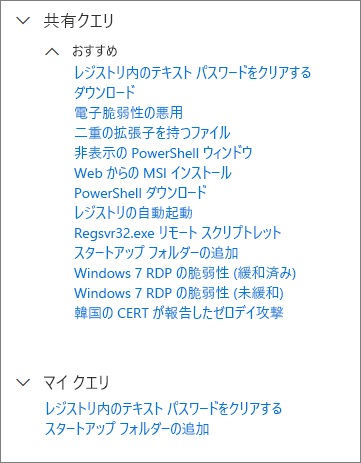 共有クエリ
おすすめ
レジストリ内のテキスト パスワードをクリアする
ダウンロード
電子脆弱性の悪用
二重の拡張子を持つファイル
非表示の PowerShell ウィンドウ
Web からの MSI インストール
PowerShell ダウンロード
レジストリの自動起動
Regsvr32.exe リモート スクリプトレット
スタートアップ フォルダーの追加
Windows 7 RDP の脆弱性 (緩和済み)
Windows 7 RDP の脆弱性 (未緩和)
韓国の CERT が報告したゼロデイ攻撃
マイ クエリ
レジストリ内のテキスト パスワードをクリアする
スタートアップ フォルダーの追加